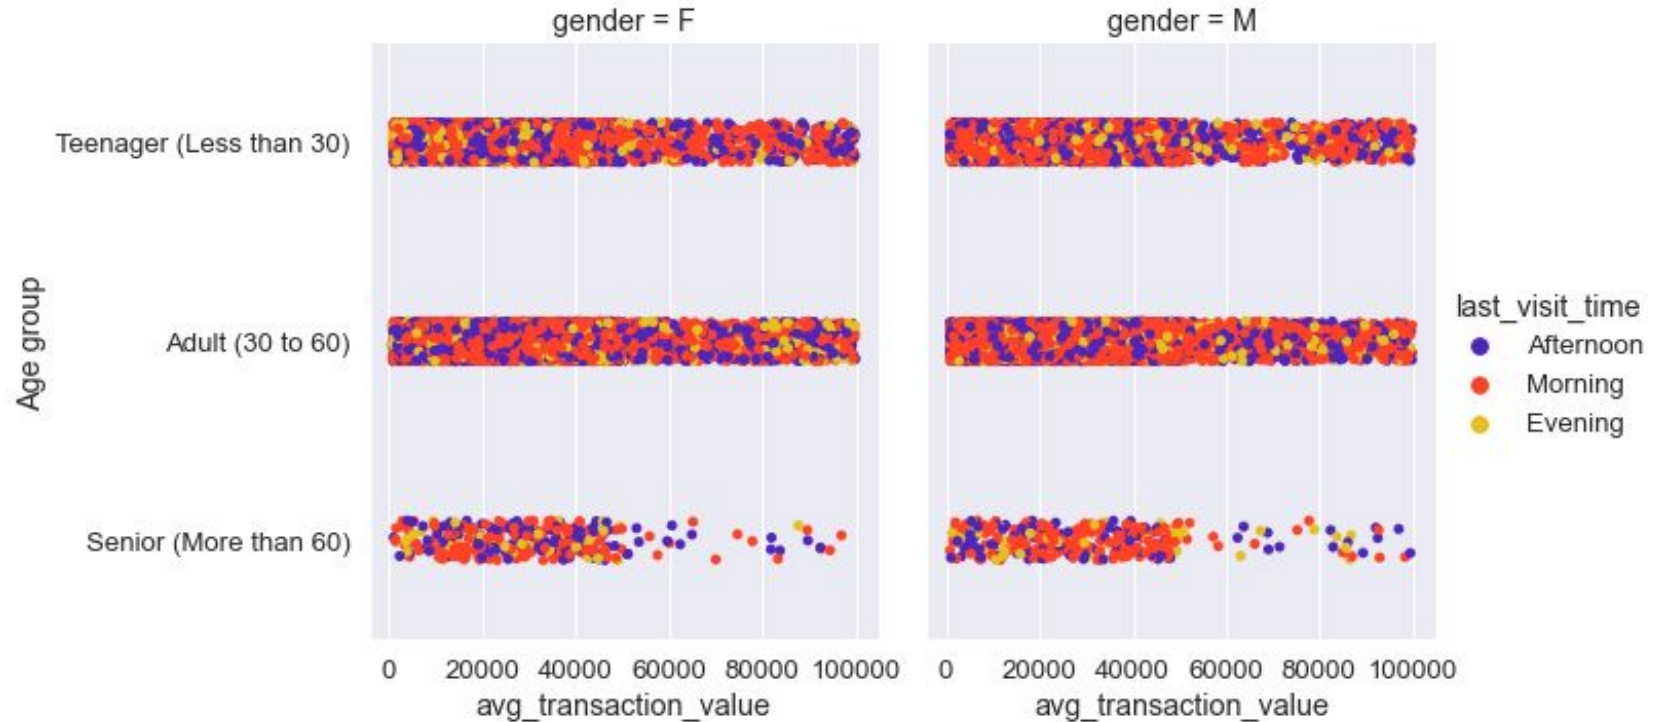 gender = F
gender = M
Teenager (Less than 30)
Adult (30 to 60)
Senior (More than 60)
Age group
0 20000 40000 60000 80000 100000
avg_transaction_value
0 20000 40000 60000 80000 100000
avg_transaction_value
last_visit_time
Afternoon
Morning
Evening